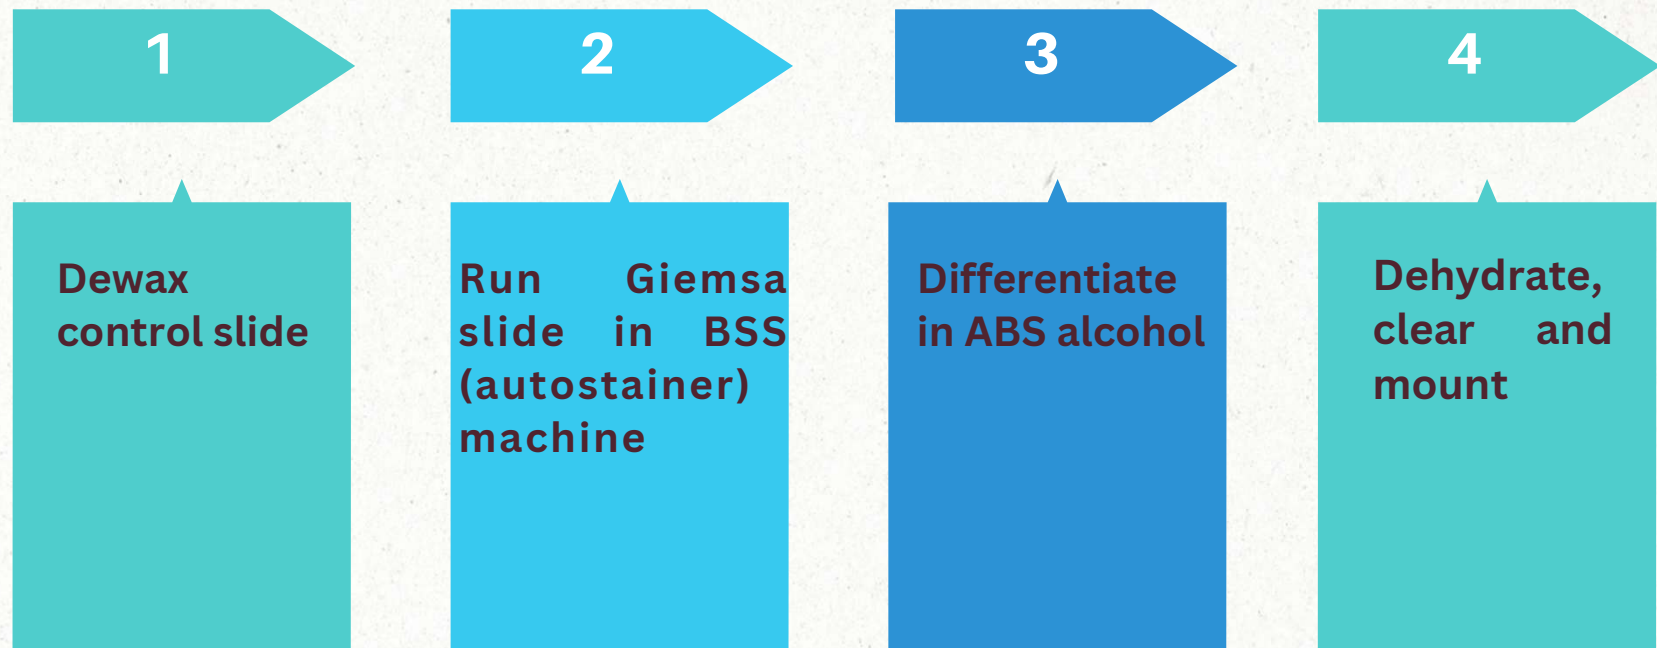 1
Dewax
control slide
2
Run Giemsa
slide in BSS
(autostainer)
machine
3
Differentiate
in ABS alcohol
4
Dehydrate,
clear and
mount